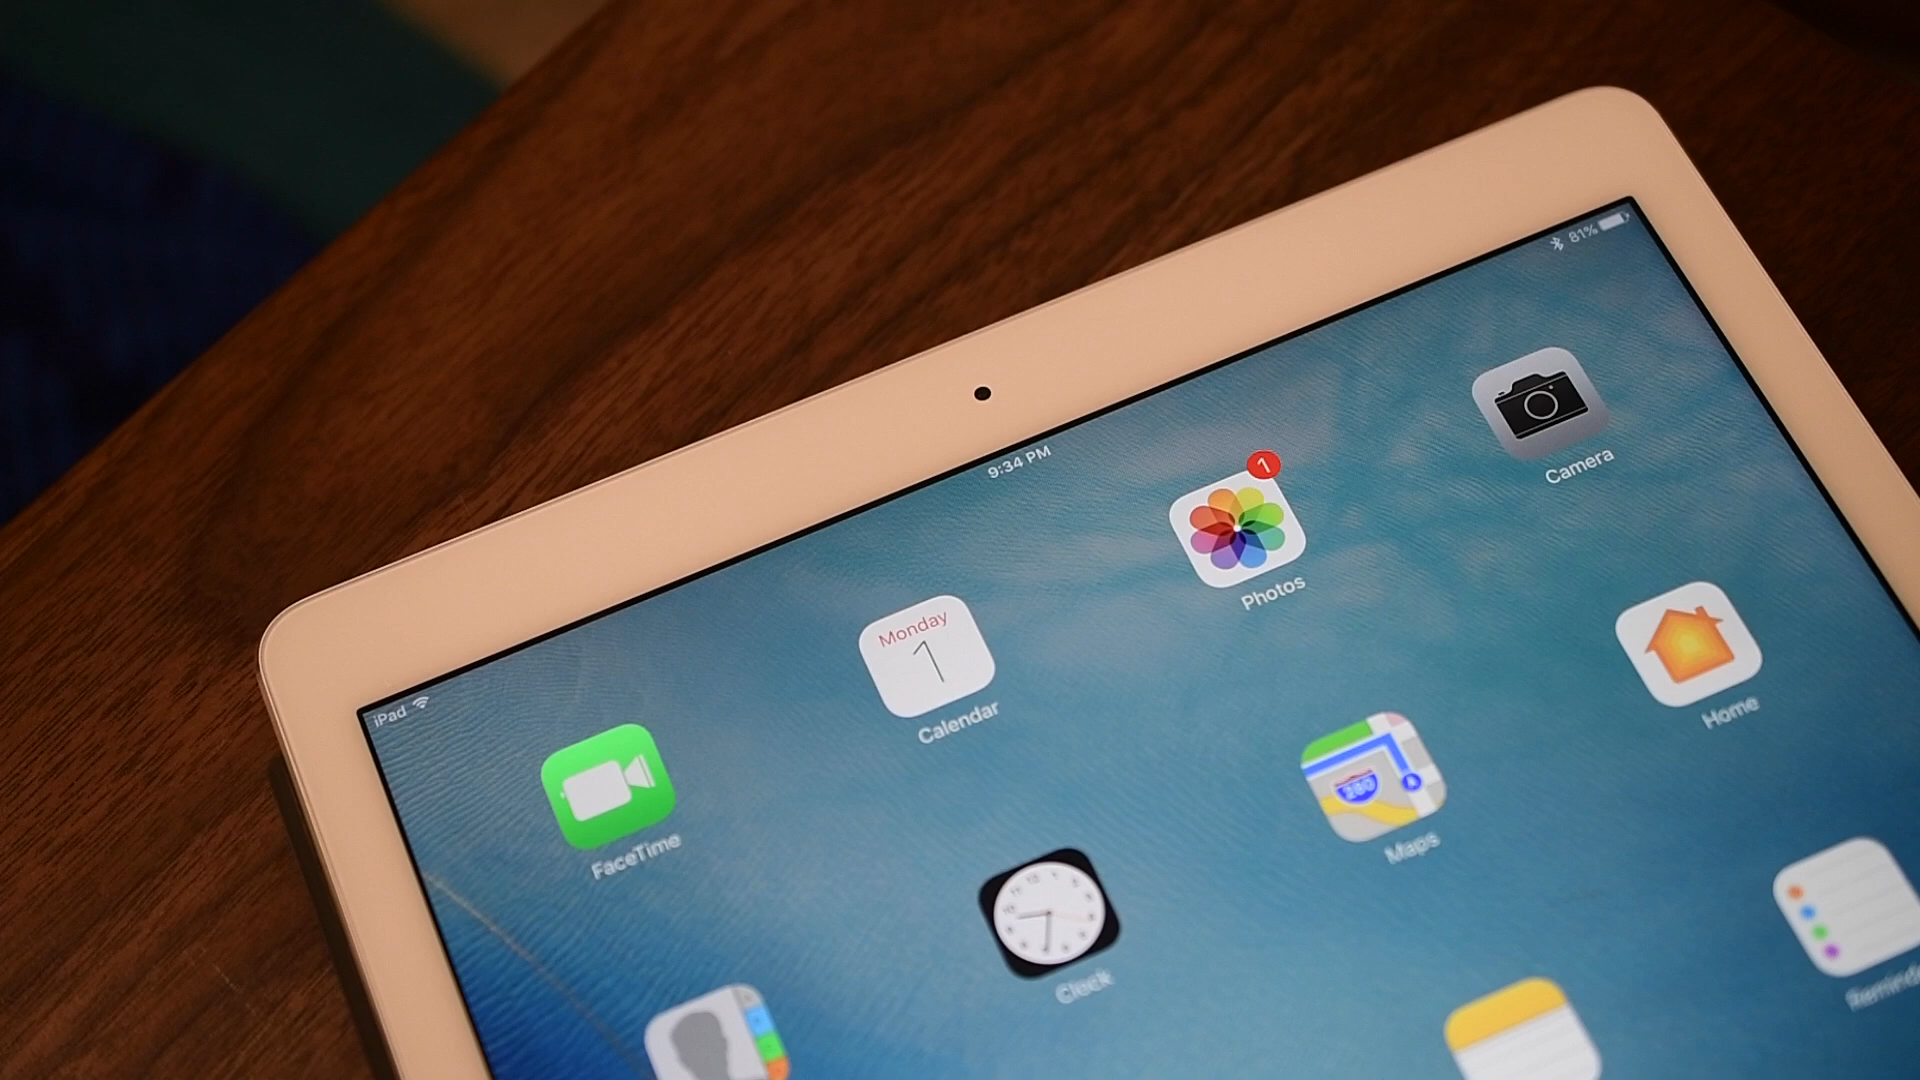 iPad
9:34 PM
81%
FaceTime
Monday
1
Calendar
1
Photos
Camera
Clock
280
Maps
Home